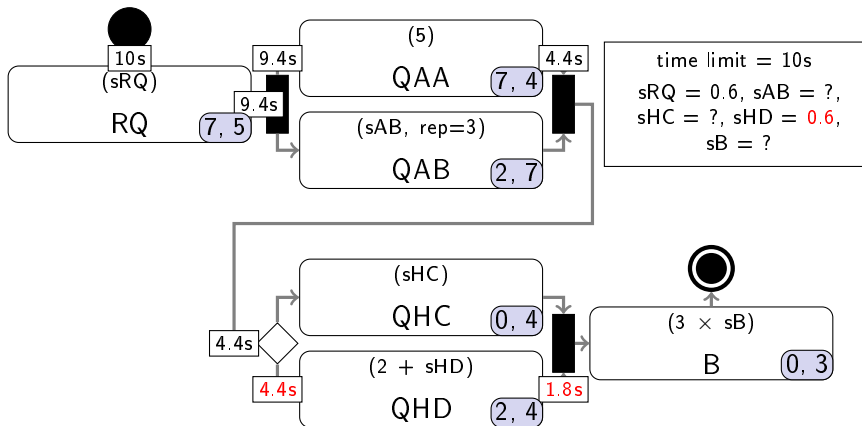 10s
(sRQ)
RQ
7, 5
9.4s
9.4s
(5)
QAA
7, 4
4.4s
(sAB, rep=3)
QAB
2, 7
time limit = 10s
sRQ = 0.6, sAB = ?,
sHC = ?, sHD = 0.6,
sB = ?
4.4s
4.4s
(sHC)
QHC
0, 4
(2 + sHD)
QHD
2, 4
1.8s
(3 × sB)
B
0, 3